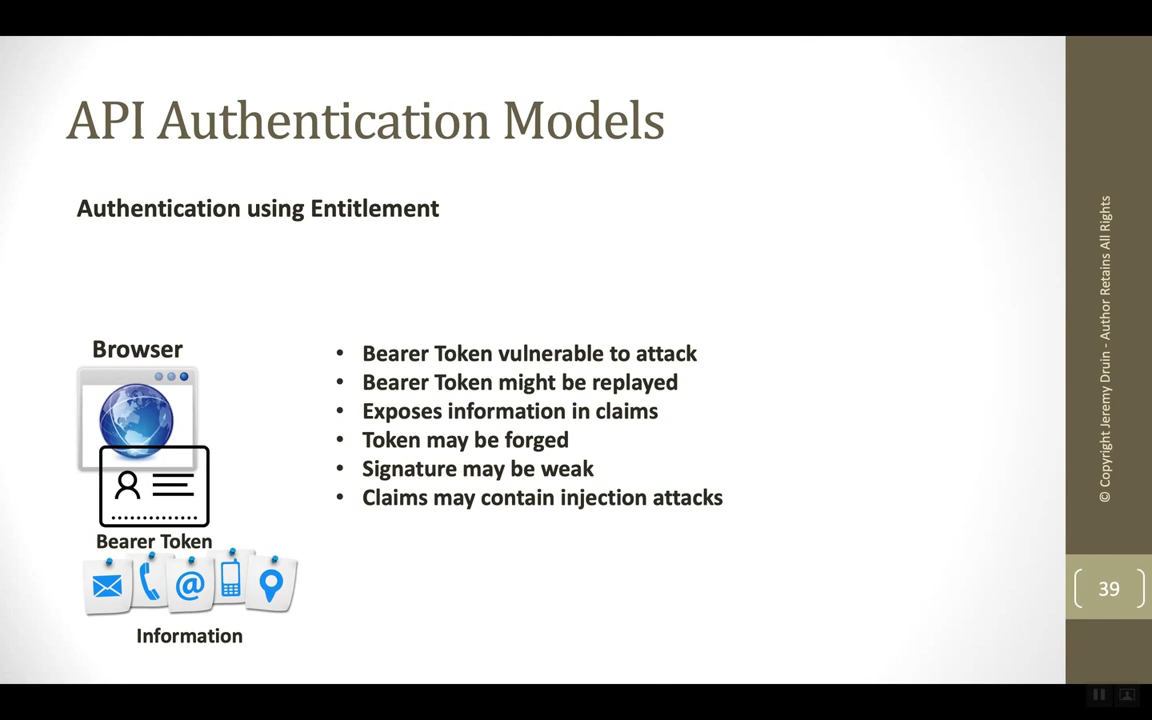 API Authentication Models
Authentication using Entitlement
Browser
Bearer Token
Information
• Bearer Token vulnerable to attack
• Bearer Token might be replayed
• Exposes information in claims
• Token may be forged
• Signature may be weak
• Claims may contain injection attacks
© Copyright Jeremy Druin - Author Retains All Rights
39